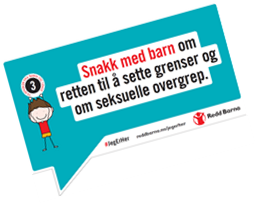 3
Snakk med barn om
retten til å sette grenser og
om seksuelle overgrep.
#JegErHer
reddbarna.no/jegerher
Redd Barna